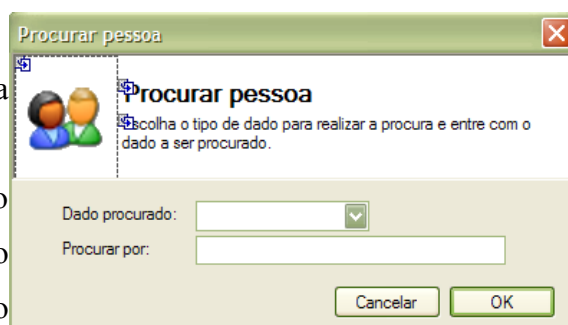 Procurar pessoa
a
Procurar pessoa
Escolha o tipo de dado para realizar a procura e entre com o
dado a ser procurado.
o
Dado procurado:
Procurar por:
o
Cancelar OK
o